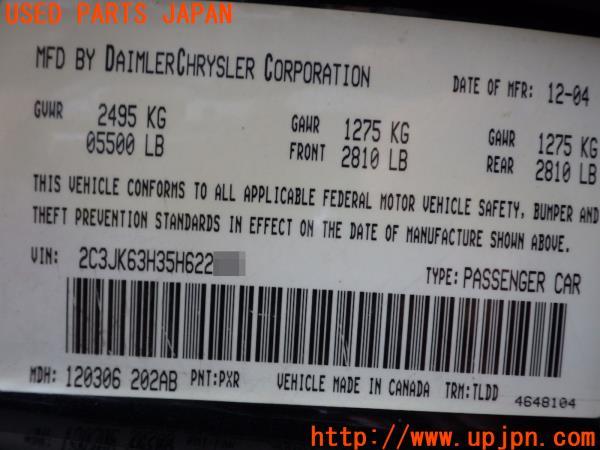 USED PARTS JAPAN
MFD BY DAIMLERCHRYSLER CORPORATION
DATE OF MFR: 12-04
GVWR 2495 KG
05500 LB
GAWR 1275 KG
FRONT 2810 LB
GAWR 1275 KG
REAR 2810 LB
THIS VEHICLE CONFORMS TO ALL APPLICABLE FEDERAL MOTOR VEHICLE SAFETY, BUMPER AND
THEFT PREVENTION STANDARDS IN EFFECT ON THE DATE OF MANUFACTURE SHOWN ABOVE.
VIN: 2C3JK63H35H622
TYPE: PASSENGER CAR
MDH: 120306 202AB PNT:PXR VEHICLE MADE IN CANADA TRM:TLDD
4648104
http://www.upjpn.com/